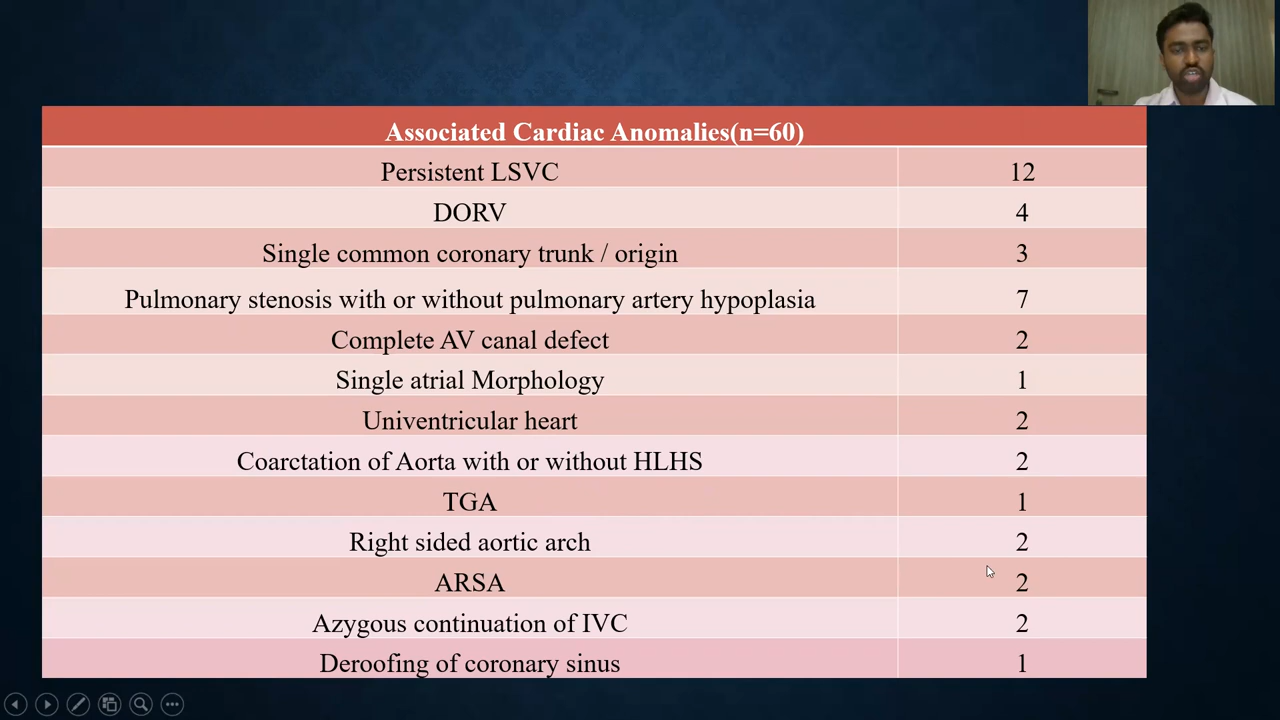 Associated Cardiac Anomalies(n=60)
Persistent LSVC 12
DORV 4
Single common coronary trunk / origin 3
Pulmonary stenosis with or without pulmonary artery hypoplasia 7
Complete AV canal defect 2
Single atrial Morphology 1
Univentricular heart 2
Coarctation of Aorta with or without HLHS 2
TGA 1
Right sided aortic arch 2
ARSA 2
Azygous continuation of IVC 2
Deroofing of coronary sinus 1